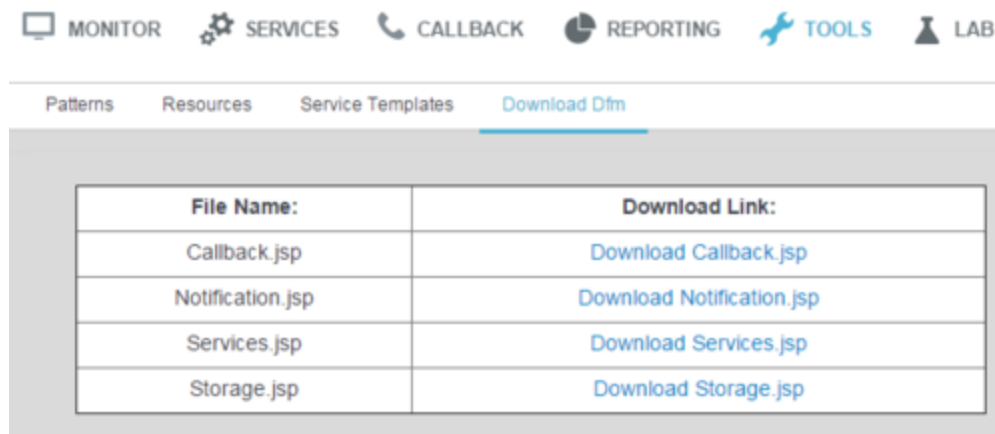 MONITOR SERVICES CALLBACK REPORTING TOOLS LAB
Patterns Resources Service Templates Download Dfm
File Name: Download Link:
Callback.jsp Download Callback.jsp
Notification.jsp Download Notification.jsp
Services.jsp Download Services.jsp
Storage.jsp Download Storage.jsp